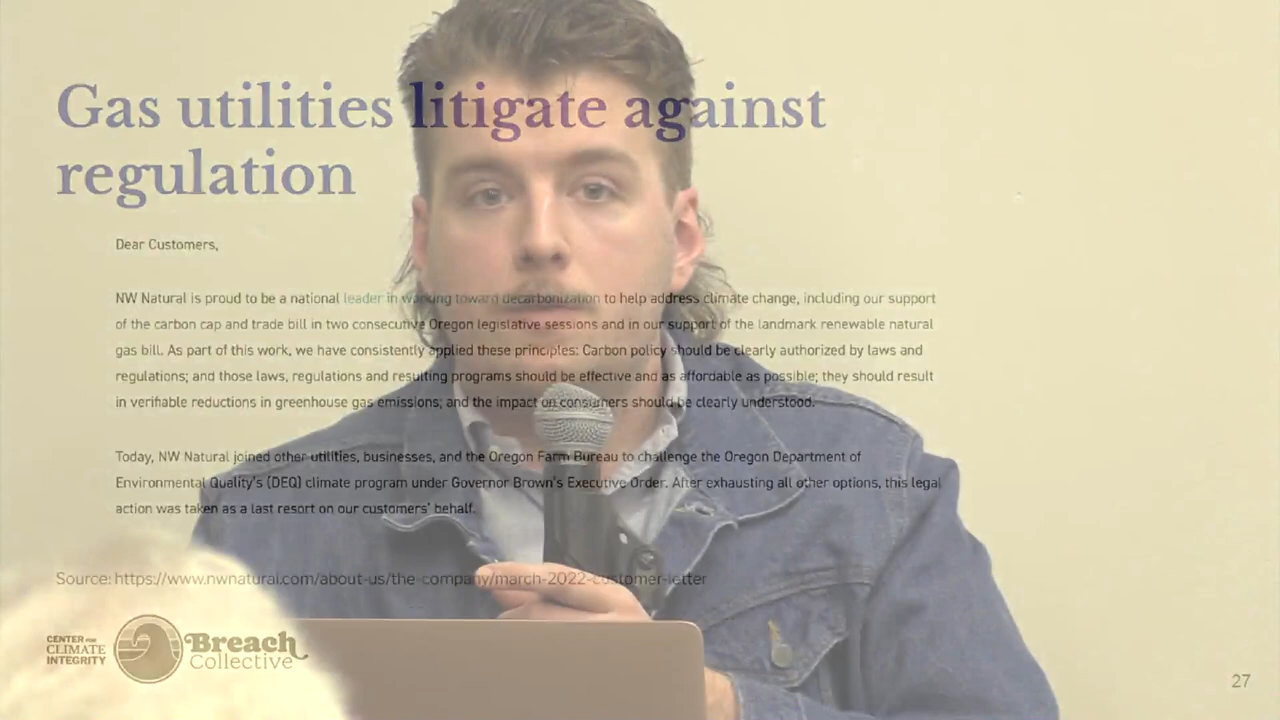 Gas utilities litigate against
regulation
Dear Customers,
NW Natural is proud to be a national leader in working toward decarbonization to help address climate change, including our support
of the carbon cap and trade bill in two consecutive Oregon legislative sessions and in our support of the landmark renewable natural
gas bill. As part of this work, we have consistently applied these principles: Carbon policy should be clearly authorized by laws and
regulations; and those laws, regulations and resulting programs should be effective and as affordable as possible; they should result
in verifiable reductions in greenhouse gas emissions; and the impact on consumers should be clearly understood.
Today, NW Natural joined other utilities, businesses, and the Oregon Farm Bureau to challenge the Oregon Department of
Environmental Quality's (DEQ) climate program under Governor Brown's Executive Order. After exhausting all other options, this legal
action was taken as a last resort on our customers' behalf.
Source: https://www.nwnatural.com/about-us/the-company/march-2022-customer-letter
CENTER FOR
CLIMATE
INTEGRITY
Breach
Collective
27